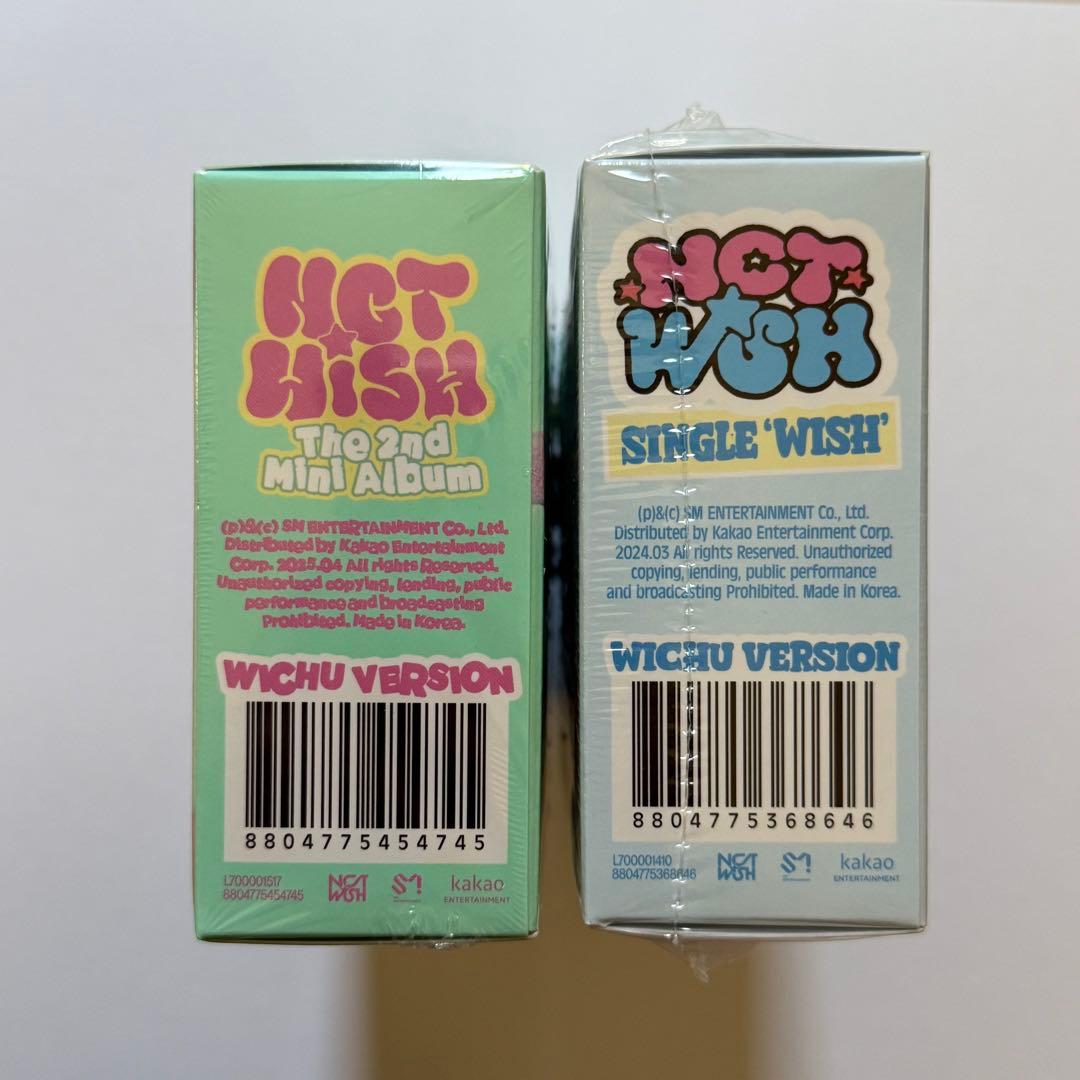 NCT
WiSH
The 2nd
Mini Album
(p)&(c) SM ENTERTAINMENT Co., Ltd.
Distributed by Kakao Entertainment
Corp. 2025.04 All rights Reserved.
Unauthorized copying, lending, public
performance and broadcasting
Prohibited. Made in Korea.
WICHU VERSION
8804775454745
L700001517
8804775454745
NCT
WISH
SM
kakao
ENTERTAINMENT
NCT
WISH
SINGLE 'WISH'
(p)&(c) SM ENTERTAINMENT Co., Ltd.
Distributed by Kakao Entertainment Corp.
2024.03 All rights Reserved. Unauthorized
copying, lending, public performance
and broadcasting Prohibited. Made in Korea.
WICHU VERSION
8804775368646
L700001410
8804775368646
NCT
WISH
SM
kakao
ENTERTAINMENT